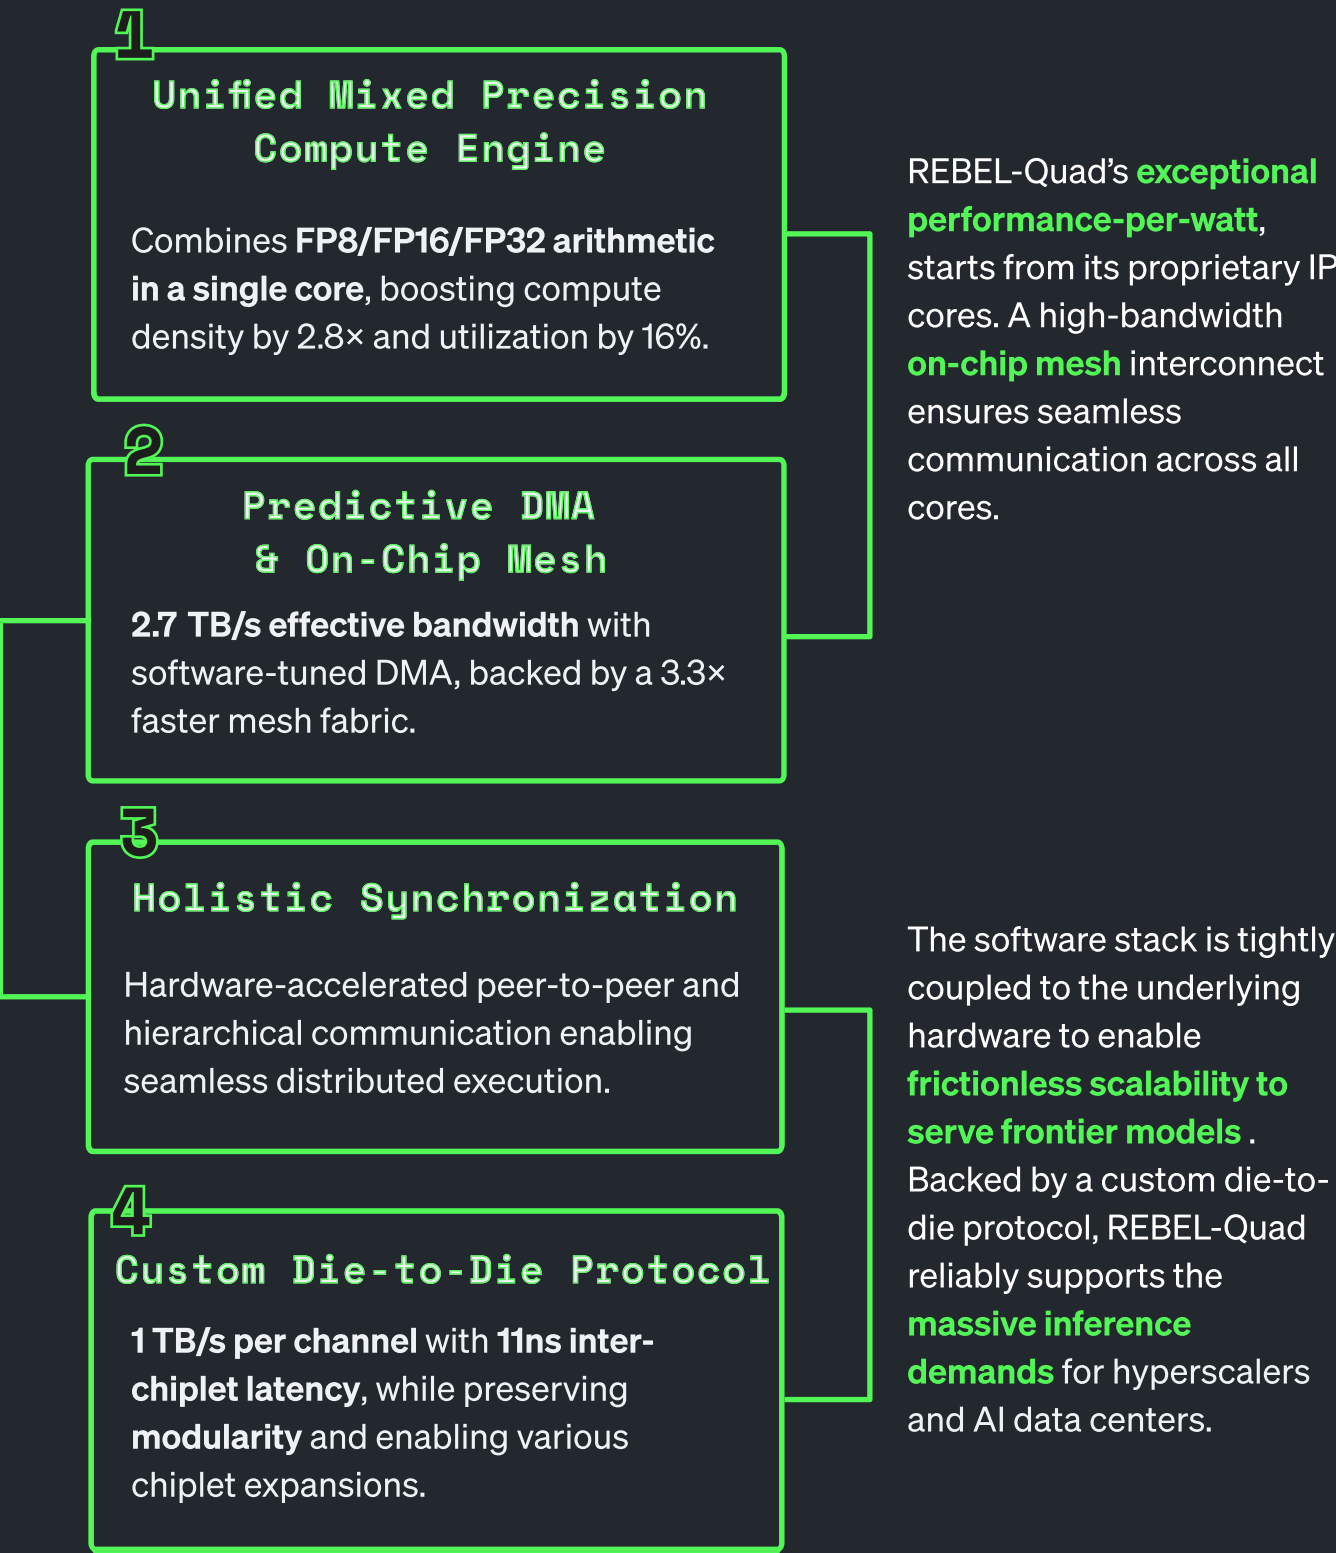 1
Unified Mixed Precision
Compute Engine
Combines FP8/FP16/FP32 arithmetic
in a single core, boosting compute
density by 2.8× and utilization by 16%.
2
Predictive DMA
& On-Chip Mesh
2.7 TB/s effective bandwidth with
software-tuned DMA, backed by a 3.3×
faster mesh fabric.
REBEL-Quad’s exceptional
performance-per-watt,
starts from its proprietary IP
cores. A high-bandwidth
on-chip mesh interconnect
ensures seamless
communication across all
cores.
3
Holistic Synchronization
Hardware-accelerated peer-to-peer and
hierarchical communication enabling
seamless distributed execution.
4
Custom Die-to-Die Protocol
1 TB/s per channel with 11ns inter-
chiplet latency, while preserving
modularity and enabling various
chiplet expansions.
The software stack is tightly
coupled to the underlying
hardware to enable
frictionless scalability to
serve frontier models .
Backed by a custom die-to-
die protocol, REBEL-Quad
reliably supports the
massive inference
demands for hyperscalers
and AI data centers.